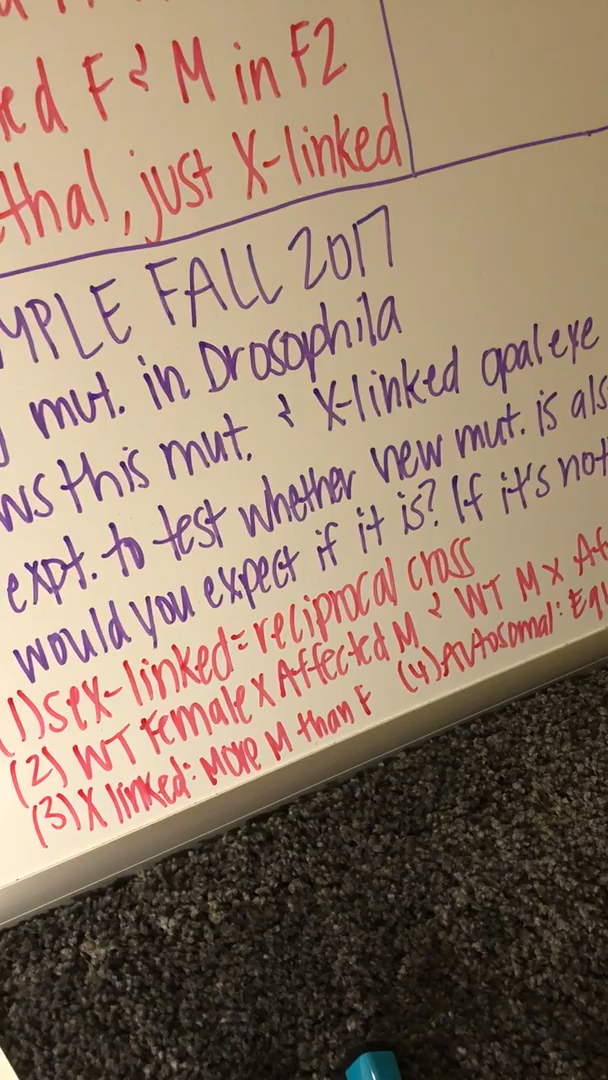 F & M in F2
thal, just X-linked
MPLE FALL 2017
mut. in Drosophila
ws this mut. & X-linked opal eye
expt. to test whether new mut. is als
would you expect if it is? If it's not
(1) sex-linked = reciprocal cross
(2) WT Female x Affected M & WT M x Af
(3) X linked: More M than F (4) Autosomal: Eq